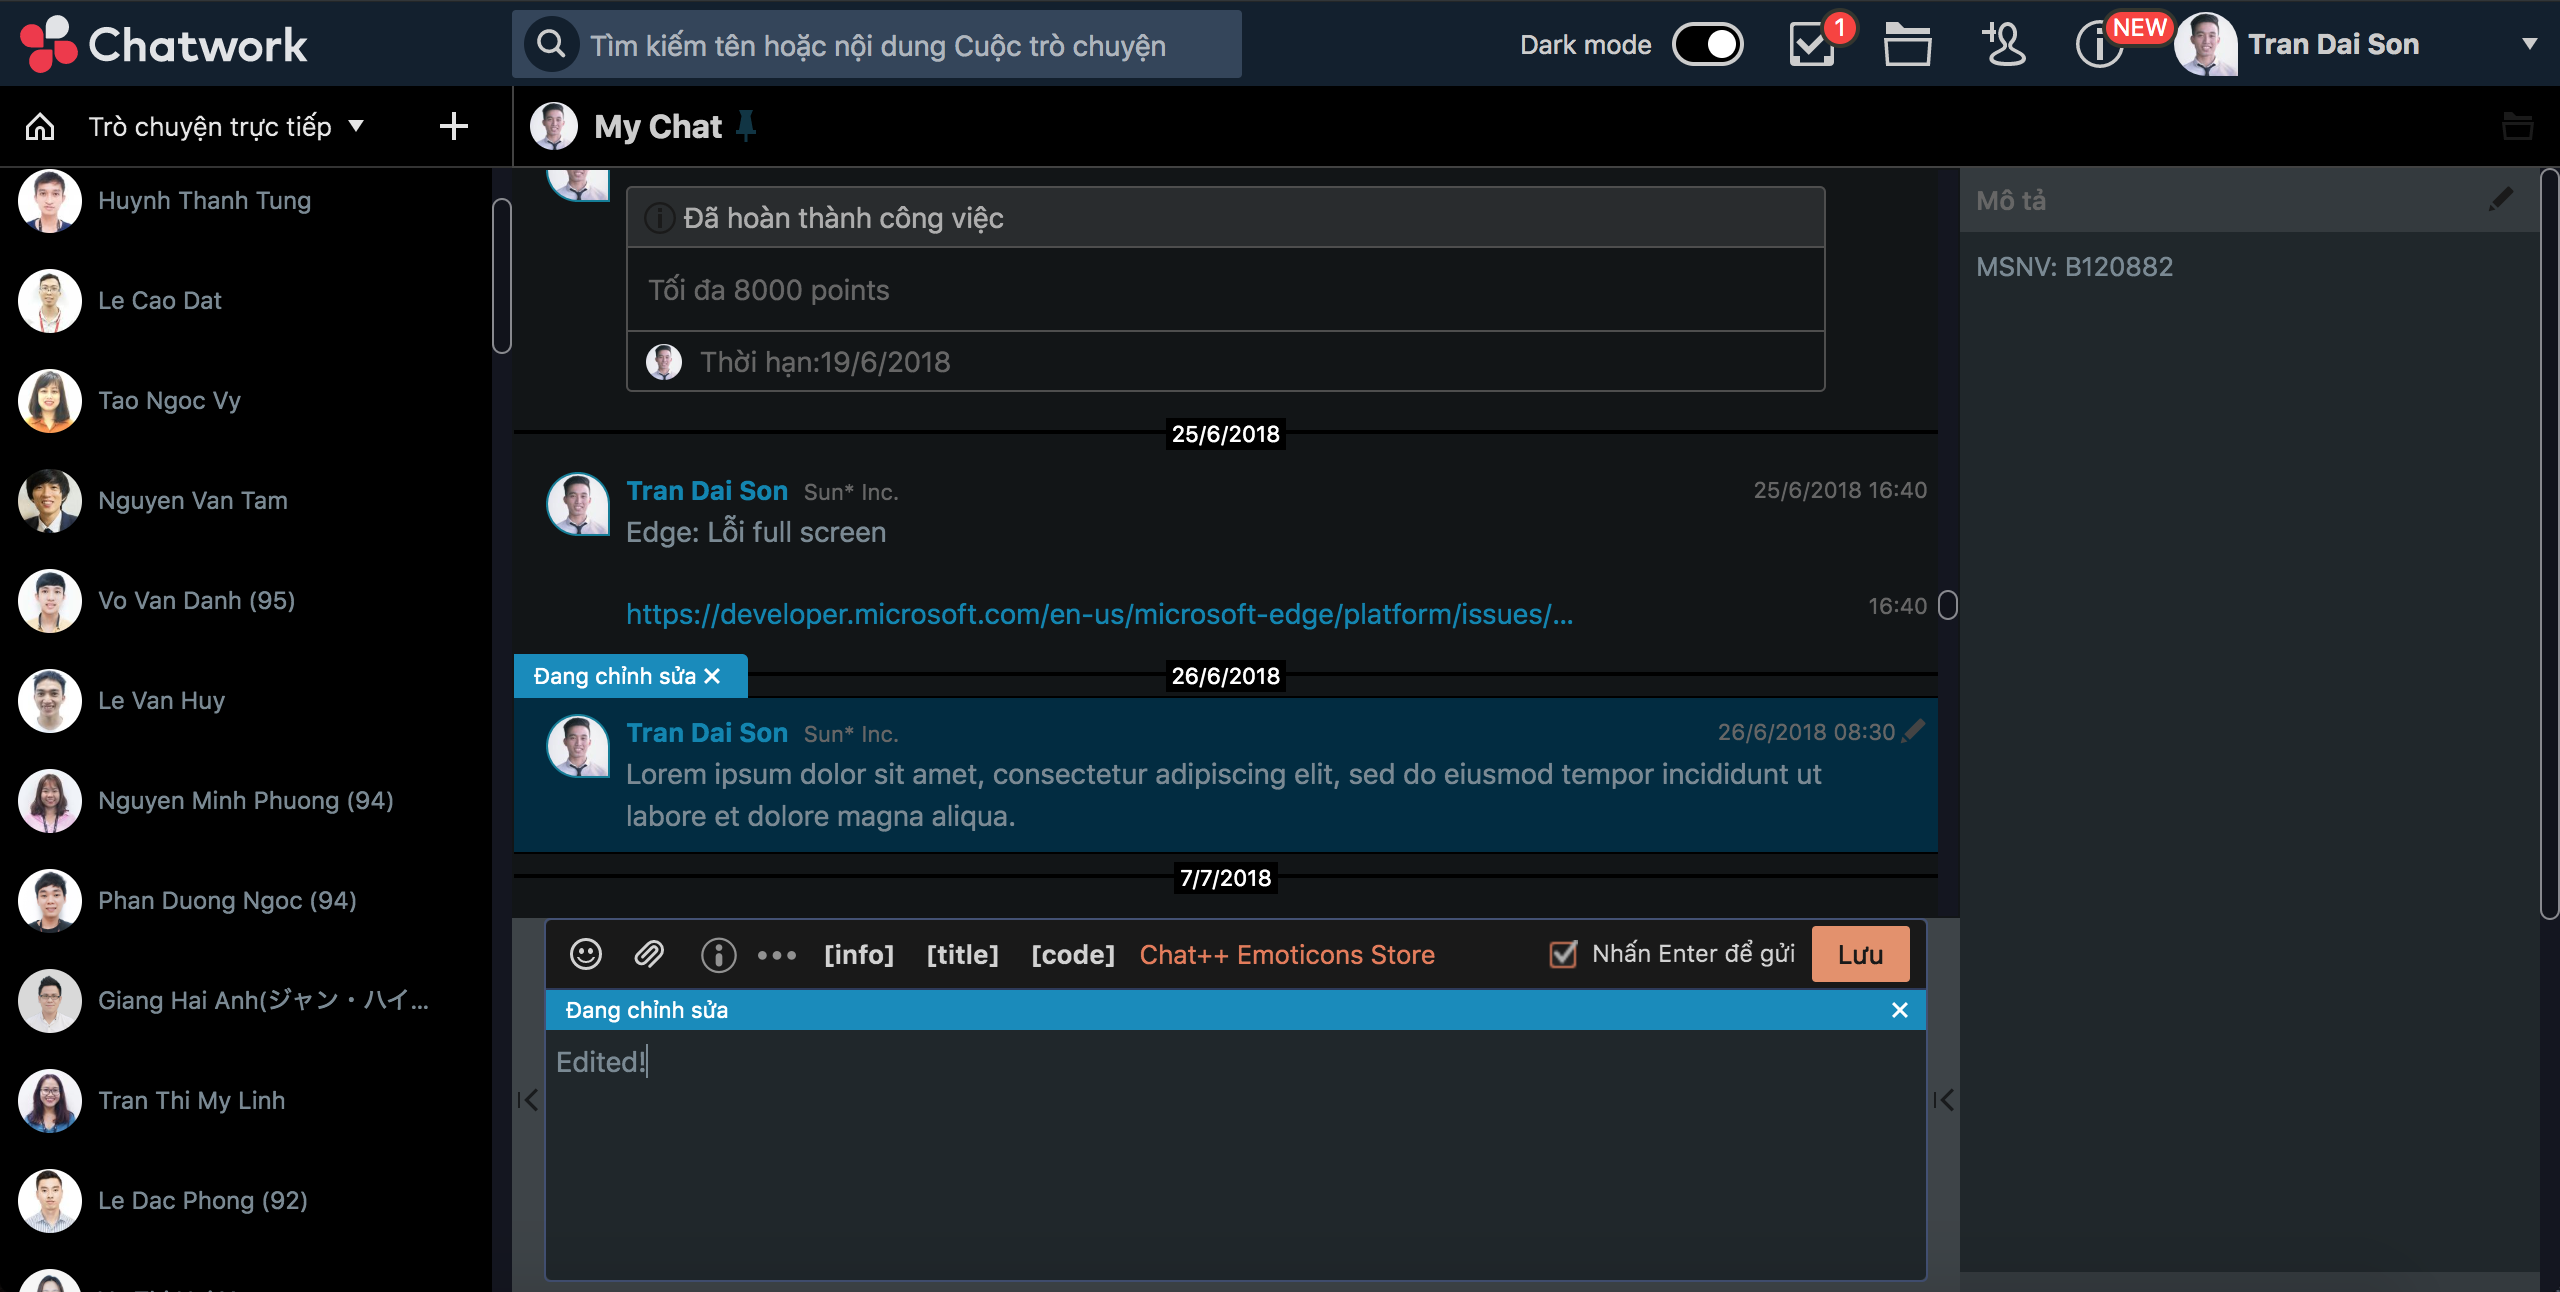 Chatwork
Tìm kiếm tên hoặc nội dung Cuộc trò chuyện
Dark mode
1
NEW
Tran Dai Son
Trò chuyện trực tiếp
My Chat
Huynh Thanh Tung
Le Cao Dat
Tao Ngoc Vy
Nguyen Van Tam
Vo Van Danh (95)
Le Van Huy
Nguyen Minh Phuong (94)
Phan Duong Ngoc (94)
Giang Hai Anh(ジャン・ハイ...
Tran Thi My Linh
Le Dac Phong (92)
Đã hoàn thành công việc
Tối đa 8000 points
Thời hạn:19/6/2018
25/6/2018
Tran Dai Son Sun* Inc. 25/6/2018 16:40
Edge: Lỗi full screen
https://developer.microsoft.com/en-us/microsoft-edge/platform/issues/... 16:40
Đang chỉnh sửa
26/6/2018
Tran Dai Son Sun* Inc. 26/6/2018 08:30
Lorem ipsum dolor sit amet, consectetur adipiscing elit, sed do eiusmod tempor incididunt ut
labore et dolore magna aliqua.
7/7/2018
[info] [title] [code] Chat++ Emoticons Store Nhấn Enter để gửi Lưu
Đang chỉnh sửa
Edited!
Mô tả
MSNV: B120882